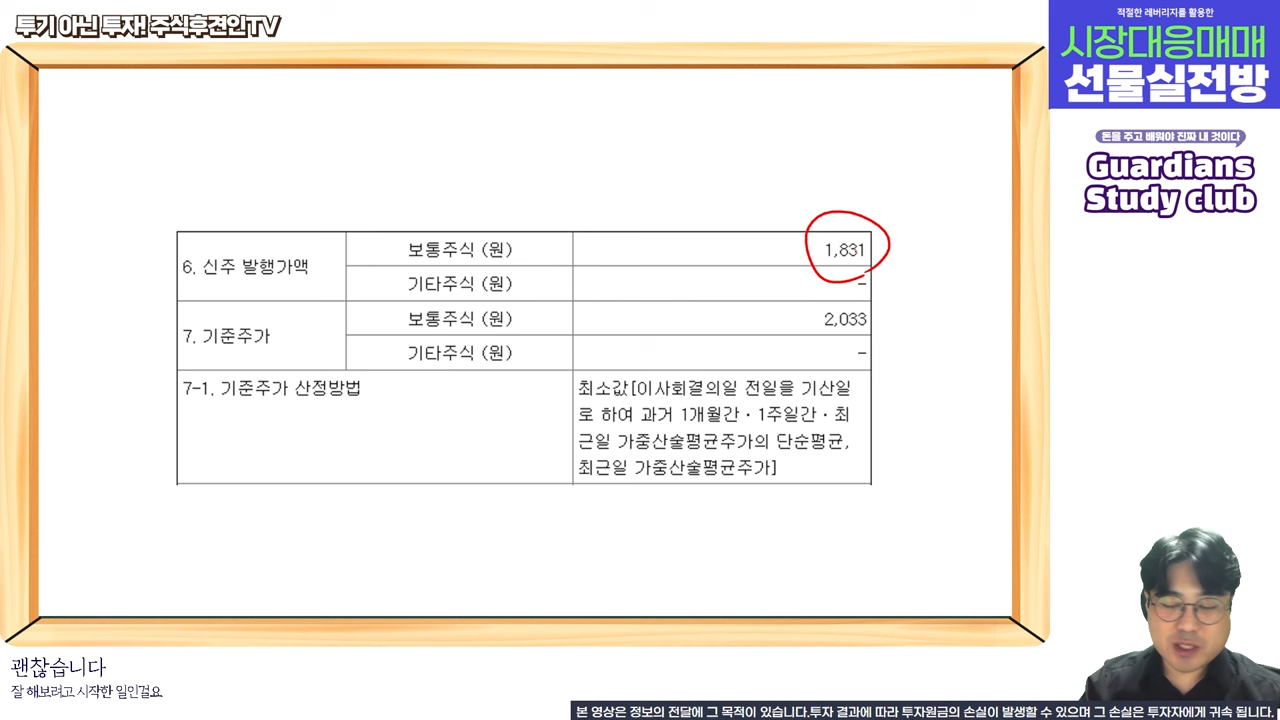 투기 아닌 투재! 주식후견인TV
적절한 레버리지를 활용한
시장대응매매
선물실전방
돈을 주고 배워야 진짜 내 것이다
Guardians
Study club
6. 신주 발행가액
보통주식 (원)
1,831
기타주식 (원)
-
7. 기준주가
보통주식 (원)
2,033
기타주식 (원)
-
7-1. 기준주가 산정방법
최소값[이사회결의일 전일을 기산일
로 하여 과거 1개월간·1주일간·최
근일 가중산술평균주가의 단순평균,
최근일 가중산술평균주가]
괜찮습니다
잘 해보려고 시작한 일인걸요
본 영상은 정보의 전달에 그 목적이 있습니다.투자 결과에 따라 투자원금의 손실이 발생할 수 있으며 그 손실은 투자자에게 귀속 됩니다.